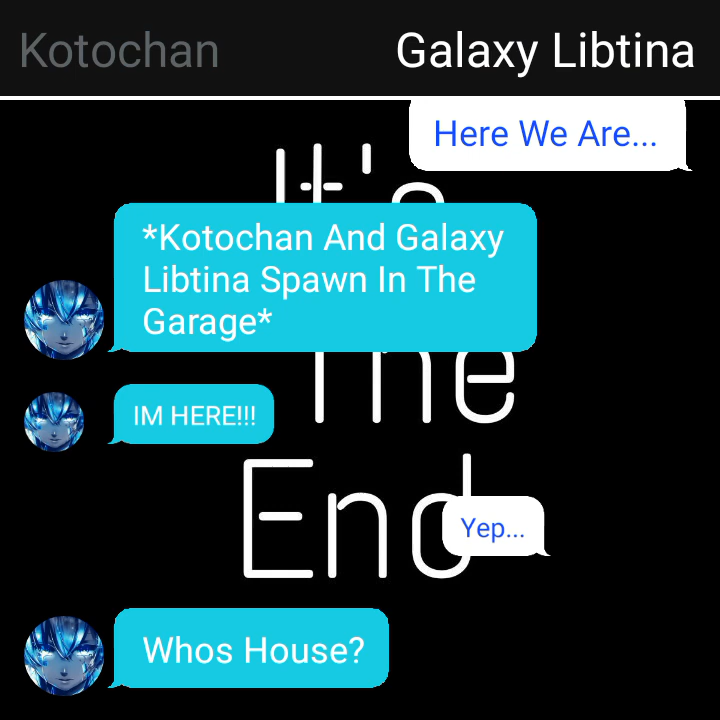 Kotochan
Galaxy Libtina
Here We Are...
It's
*Kotochan And Galaxy
Libtina Spawn In The
Garage*
The
IM HERE!!!
End
Yep...
Whos House?